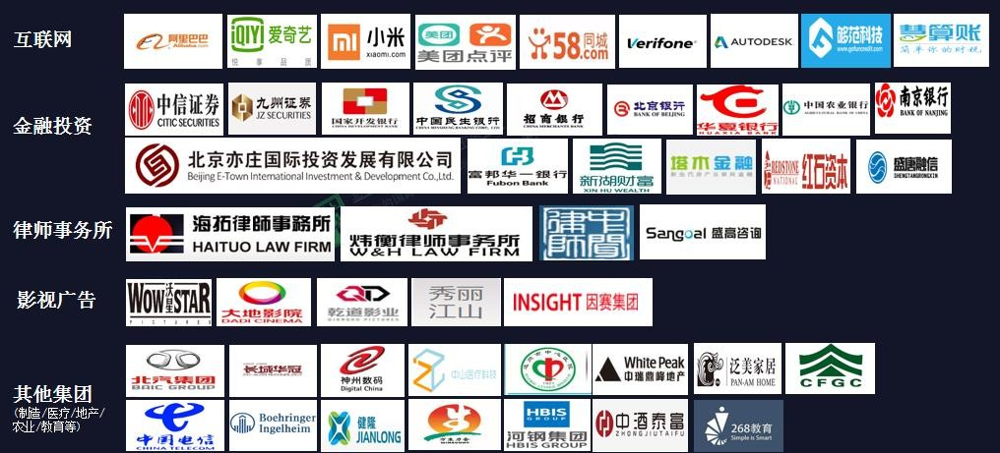 互联网
阿里巴巴
Alibaba.com
iQIYI 爱奇艺
悦 享 品 质
小米
xiaomi.com
美团
美团点评
58同城
58.com
Verifone
AUTODESK
够范科技
www.gofuncredit.com
慧算账
简单你的财税
金融投资
中信证券
CITIC SECURITIES
九州证券
JZ SECURITIES
国家开发银行
CHINA DEVELOPMENT BANK
中国民生银行
CHINA MINSHENG BANKING CORP., LTD.
招商银行
CHINA MERCHANTS BANK
北京银行
BANK OF BEIJING
华夏银行
HUAXIA BANK
中国农业银行
AGRICULTURAL BANK OF CHINA
南京银行
BANK OF NANJING
北京亦庄国际投资发展有限公司
Beijing E-Town International Investment & Development Co.,Ltd.
富邦华一银行
Fubon Bank
新湖财富
XIN HU WEALTH
塔木金融
REDSTONE
NATIONAL
红石资本
盛唐融信
SHENGTANGRONGXIN
律师事务所
海拓律師事務所
HAITUO LAW FIRM
炜衡律师事务所
W&H LAW FIRM
Sangoal 盛高咨询
影视广告
WOW STAR
沃星
PICTURES
大地影院
DADI CINEMA
乾道影业
秀丽
江山
INSIGHT 因赛集团
其他集团
(制造/医疗/地产/
农业/教育等)
北汽集团
BAIC GROUP
长城华冠
神州数码
Digital China
中山医疗科技
White Peak
中瑞鼎峰地产
泛美家居
PAN-AM HOME
CFGC
中国电信
CHINA TELECOM
Boehringer
Ingelheim
健隆
JIANLONG
HBIS
GROUP
河钢集团
HBIS GROUP
中酒泰富
ZHONGJIUTAIFU
268教育
Simple is Smart